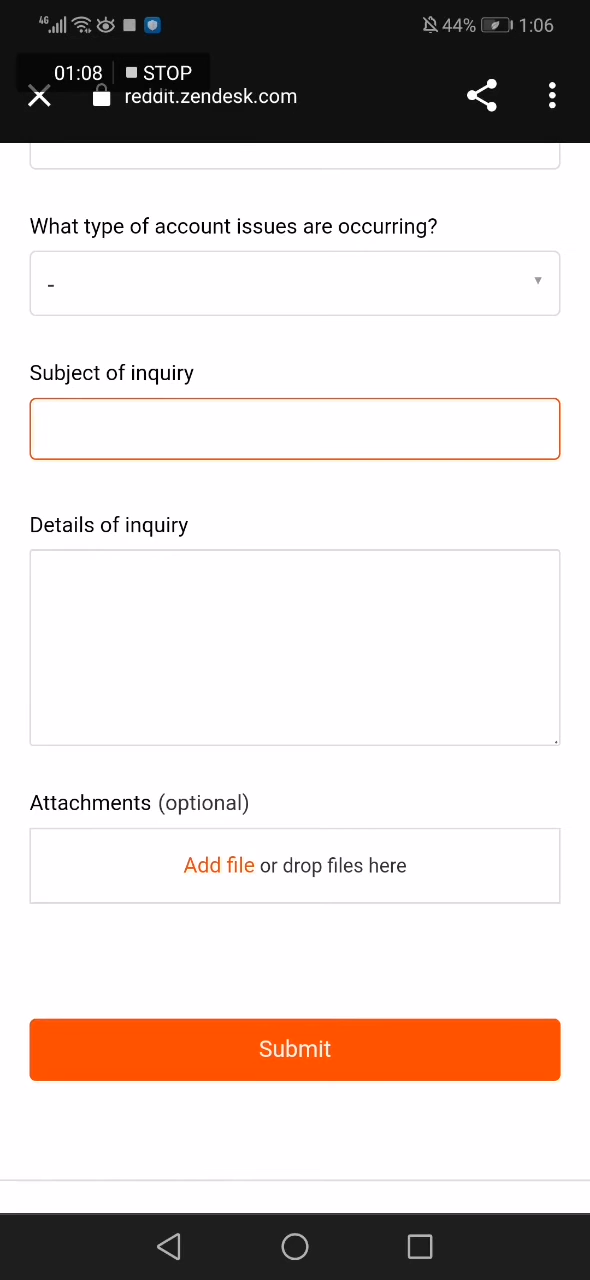 4G 44% 1:06
01:08 STOP
reddit.zendesk.com
What type of account issues are occurring?
-
Subject of inquiry
Details of inquiry
Attachments (optional)
Add file or drop files here
Submit